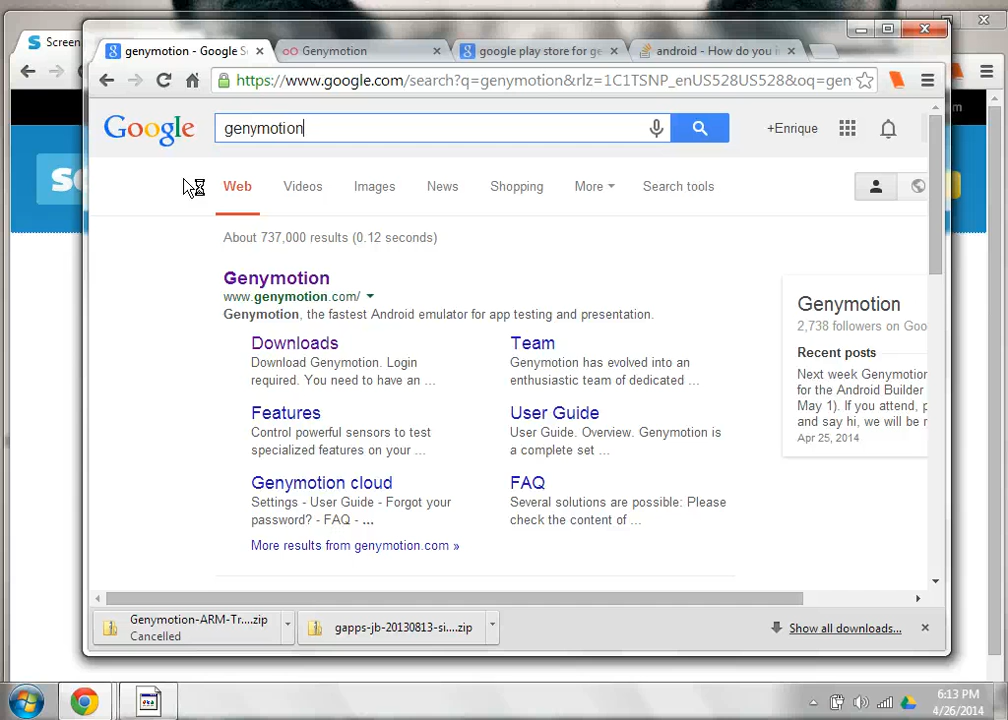 Screen
genymotion - Google S
Genymotion
google play store for ge
android - How do you i
https://www.google.com/search?q=genymotion&rlz=1C1TSNP_enUS528US528&oq=gen
Google
genymotion
+Enrique
Web
Videos
Images
News
Shopping
More
Search tools
About 737,000 results (0.12 seconds)
Genymotion
www.genymotion.com/
Genymotion, the fastest Android emulator for app testing and presentation.
Downloads
Download Genymotion. Login
required. You need to have an ...
Team
Genymotion has evolved into an
enthusiastic team of dedicated ...
Features
Control powerful sensors to test
specialized features on your ...
User Guide
User Guide. Overview. Genymotion is
a complete set ...
Genymotion cloud
Settings - User Guide - Forgot your
password? - FAQ - ...
FAQ
Several solutions are possible: Please
check the content of ...
More results from genymotion.com »
Genymotion
2,738 followers on Goo
Recent posts
Next week Genymotion
for the Android Builder
May 1). If you attend, p
and say hi, we will be r
Apr 25, 2014
Genymotion-ARM-Tr....zip
Cancelled
gapps-jb-20130813-si....zip
Show all downloads...
6:13 PM
4/26/2014